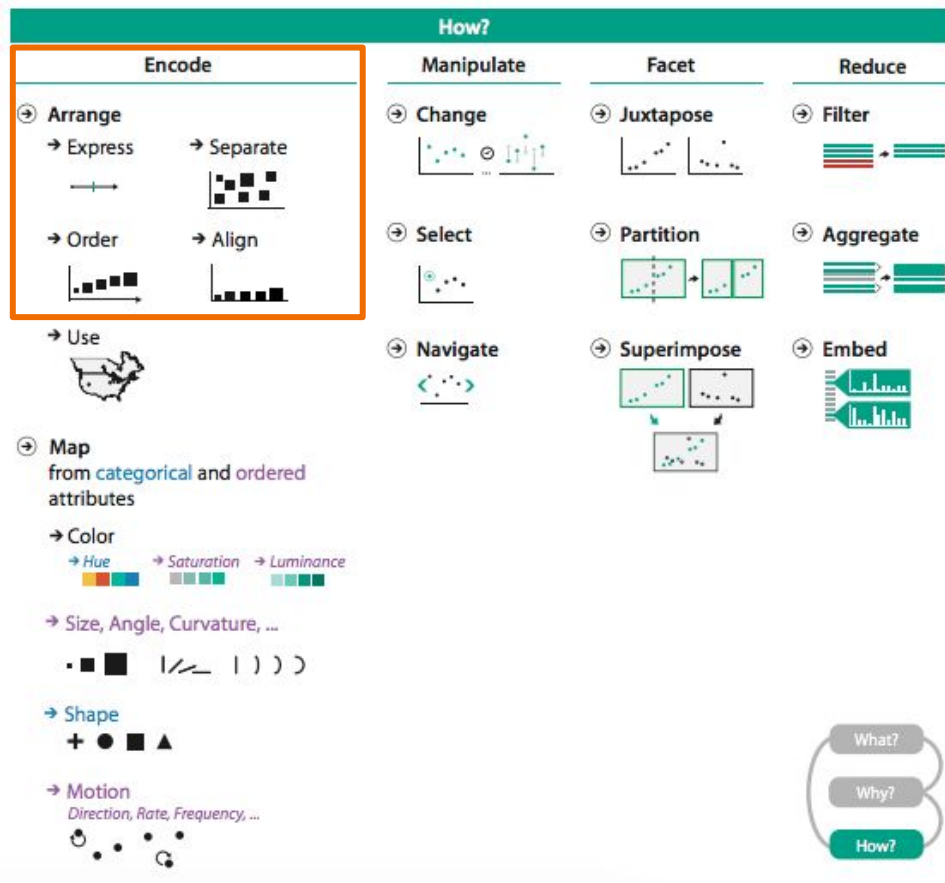 How?
Encode
Arrange
→ Express
→ Separate
→ Order
→ Align
→ Use
Map
from categorical and ordered
attributes
→ Color
→ Hue
→ Saturation
→ Luminance
→ Size, Angle, Curvature, ...
→ Shape
→ Motion
Direction, Rate, Frequency, ...
Manipulate
Change
...
Select
Navigate
Facet
Juxtapose
Partition
Superimpose
Reduce
Filter
Aggregate
Embed
What?
Why?
How?